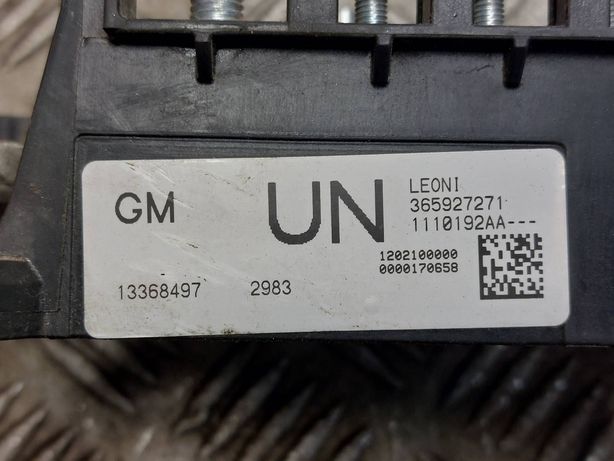 GM
UN
LEONI
365927271
1110192AA---
1202100000
0000170658
13368497 2983